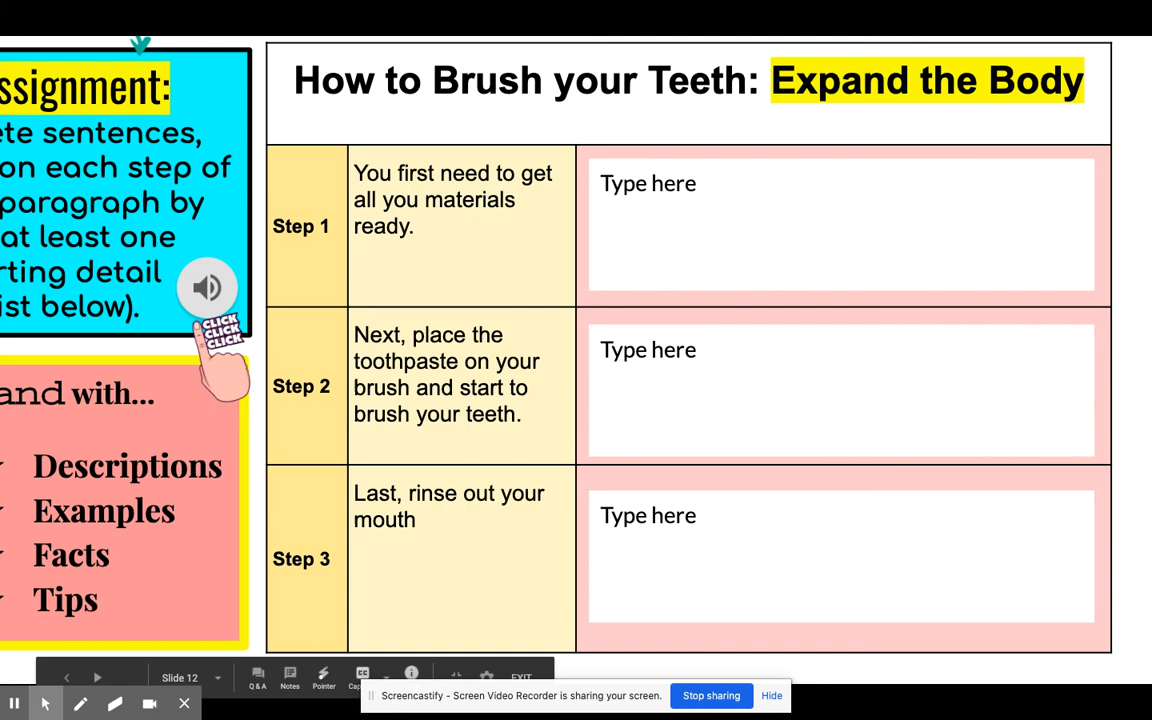 ssignment:
ete sentences,
on each step of
paragraph by
at least one
rting detail
ist below).
CLICK
CLICK
CLICK
and with...
Descriptions
Examples
Facts
Tips
How to Brush your Teeth: Expand the Body
Step 1
You first need to get
all you materials
ready.
Type here
Step 2
Next, place the
toothpaste on your
brush and start to
brush your teeth.
Type here
Step 3
Last, rinse out your
mouth
Type here
Slide 12
Q & A
Notes
Pointer
Cap
EXIT
Screencastify - Screen Video Recorder is sharing your screen.
Stop sharing
Hide